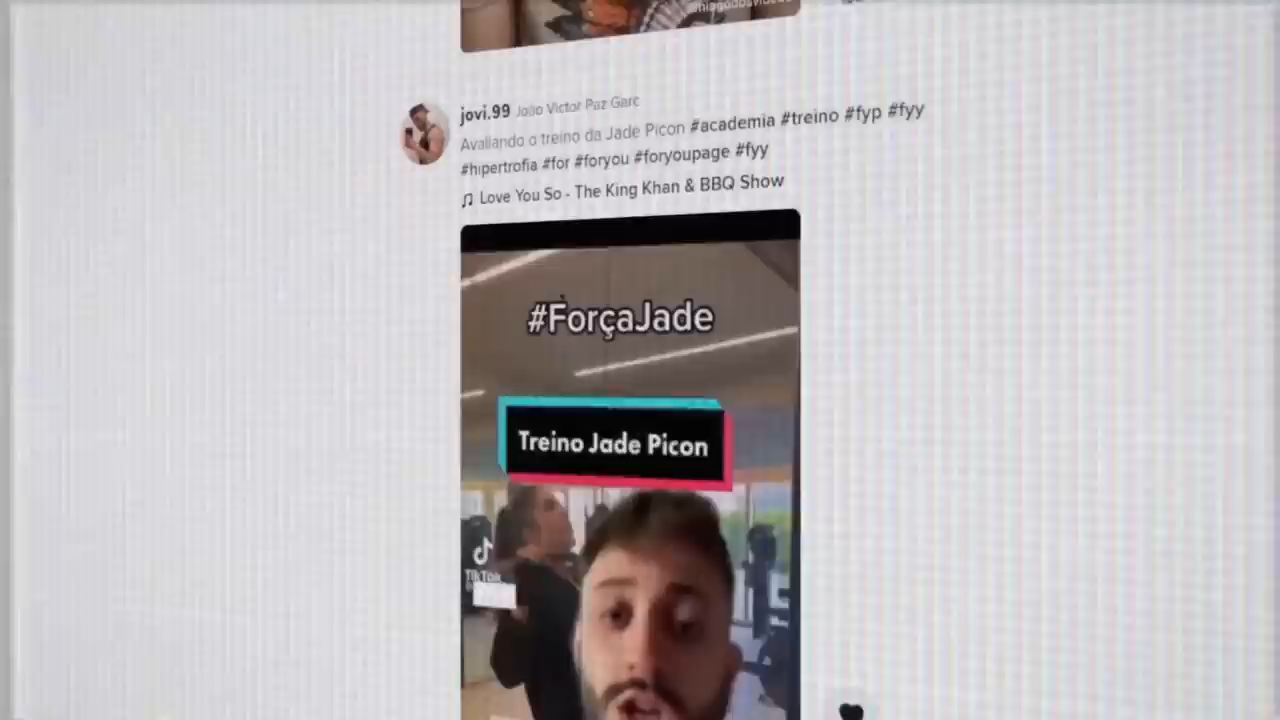 jovi.99 João Victor Paz Garc
Avaliando o treino da Jade Picon #academia #treino #fyp #fyy
#hipertrofia #for #foryou #foryoupage #fyy
♫ Love You So - The King Khan & BBQ Show
#ForçaJade
Treino Jade Picon
TikTok